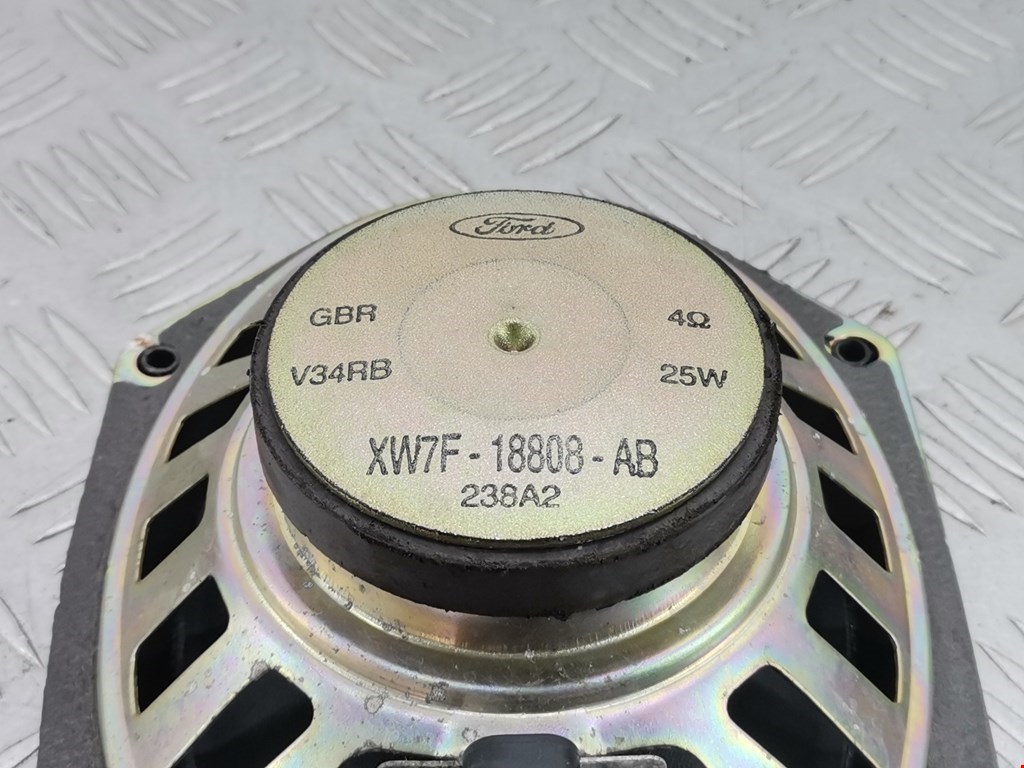 Ford
GBR 4Ω
V34RB 25W
XW7F-18808-AB
238A2